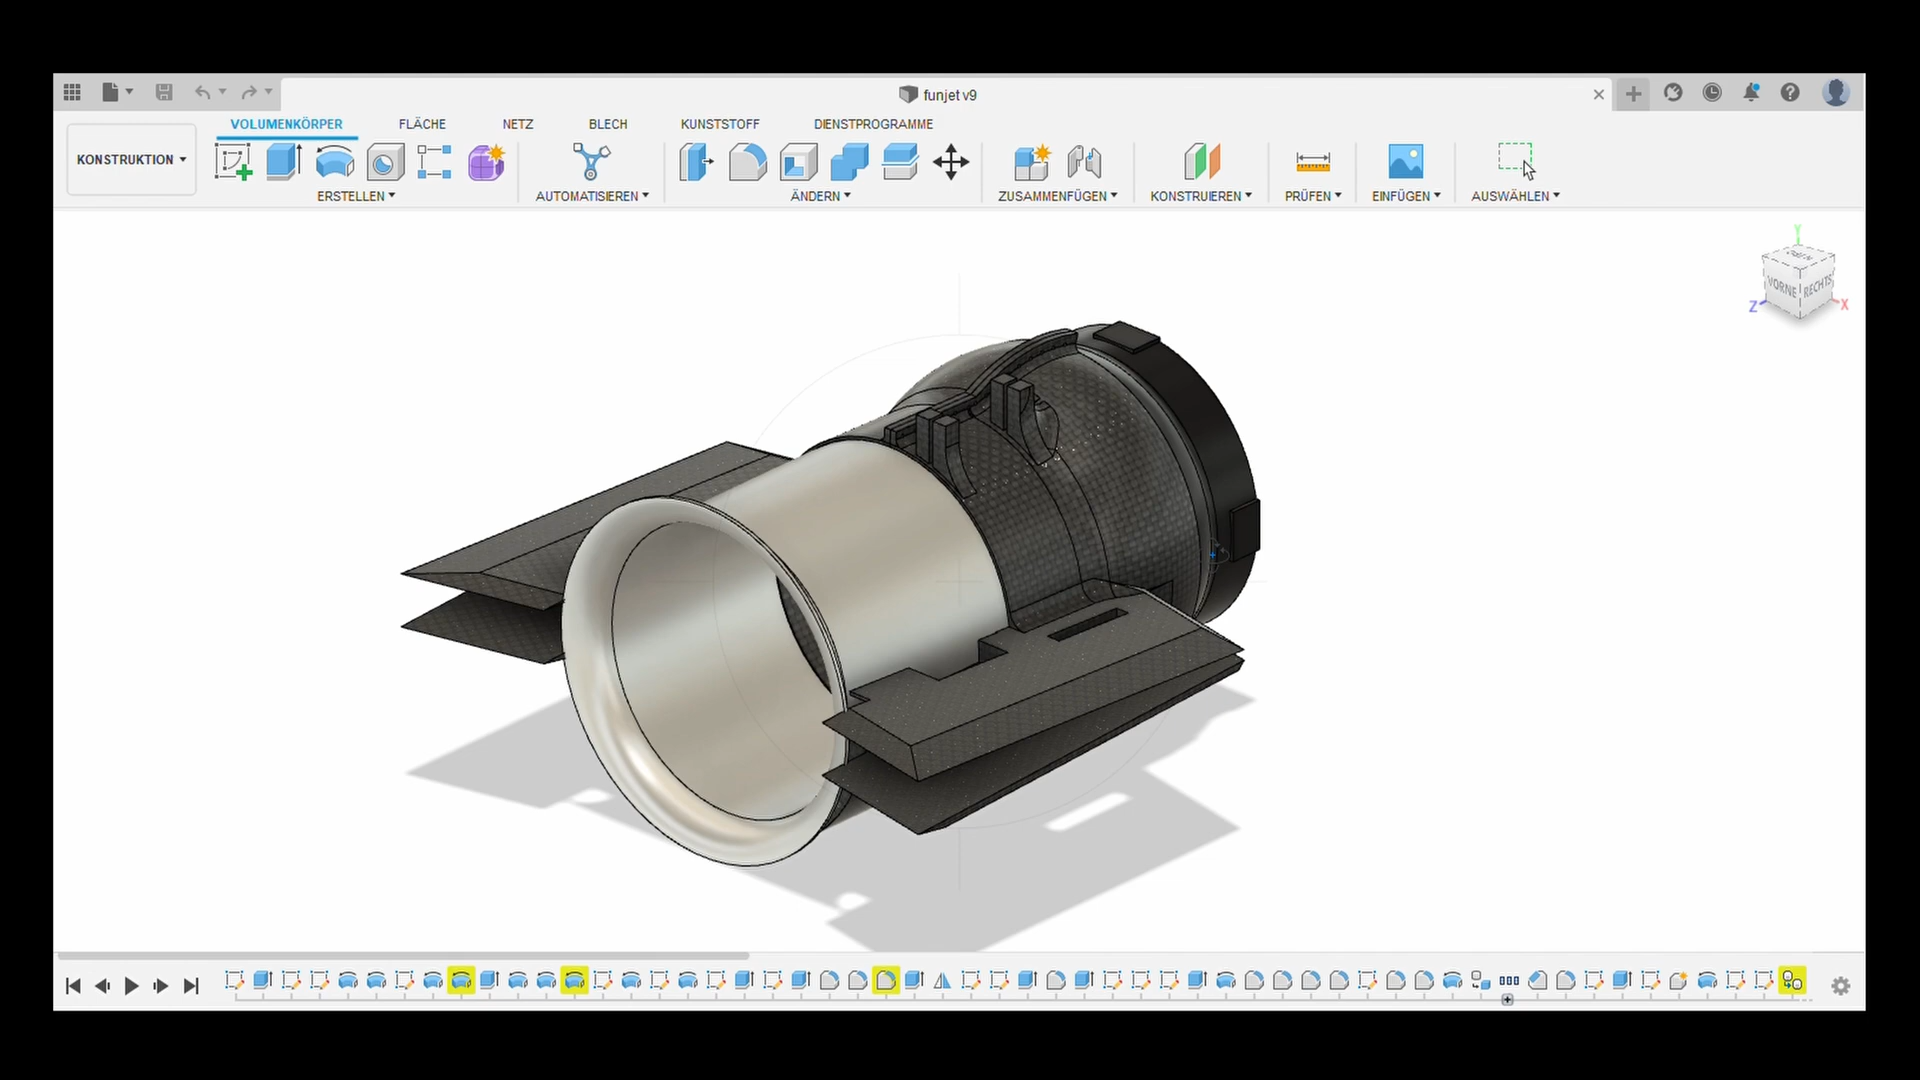 funjet v9
VOLUMENKÖRPER FLÄCHE NETZ BLECH KUNSTSTOFF DIENSTPROGRAMME
KONSTRUKTION
ERSTELLEN AUTOMATISIEREN ÄNDERN ZUSAMMENFÜGEN KONSTRUIEREN PRÜFEN EINFÜGEN AUSWÄHLEN
Y
OBEN
VORNE RECHTS
Z X